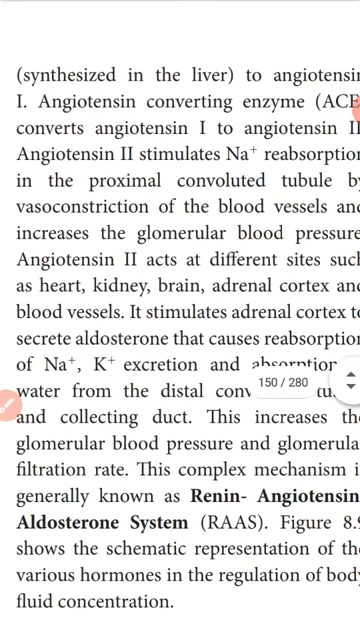 (synthesized in the liver) to angiotensin
I. Angiotensin converting enzyme (ACE
converts angiotensin I to angiotensin II
Angiotensin II stimulates Na⁺ reabsorption
in the proximal convoluted tubule by
vasoconstriction of the blood vessels and
increases the glomerular blood pressure
Angiotensin II acts at different sites such
as heart, kidney, brain, adrenal cortex and
blood vessels. It stimulates adrenal cortex to
secrete aldosterone that causes reabsorption
of Na⁺, K⁺ excretion and absorption
150 / 280
water from the distal
and collecting duct. This increases the
glomerular blood pressure and glomerular
filtration rate. This complex mechanism is
generally known as Renin- Angiotensin
Aldosterone System (RAAS). Figure 8.9
shows the schematic representation of the
various hormones in the regulation of body
fluid concentration.